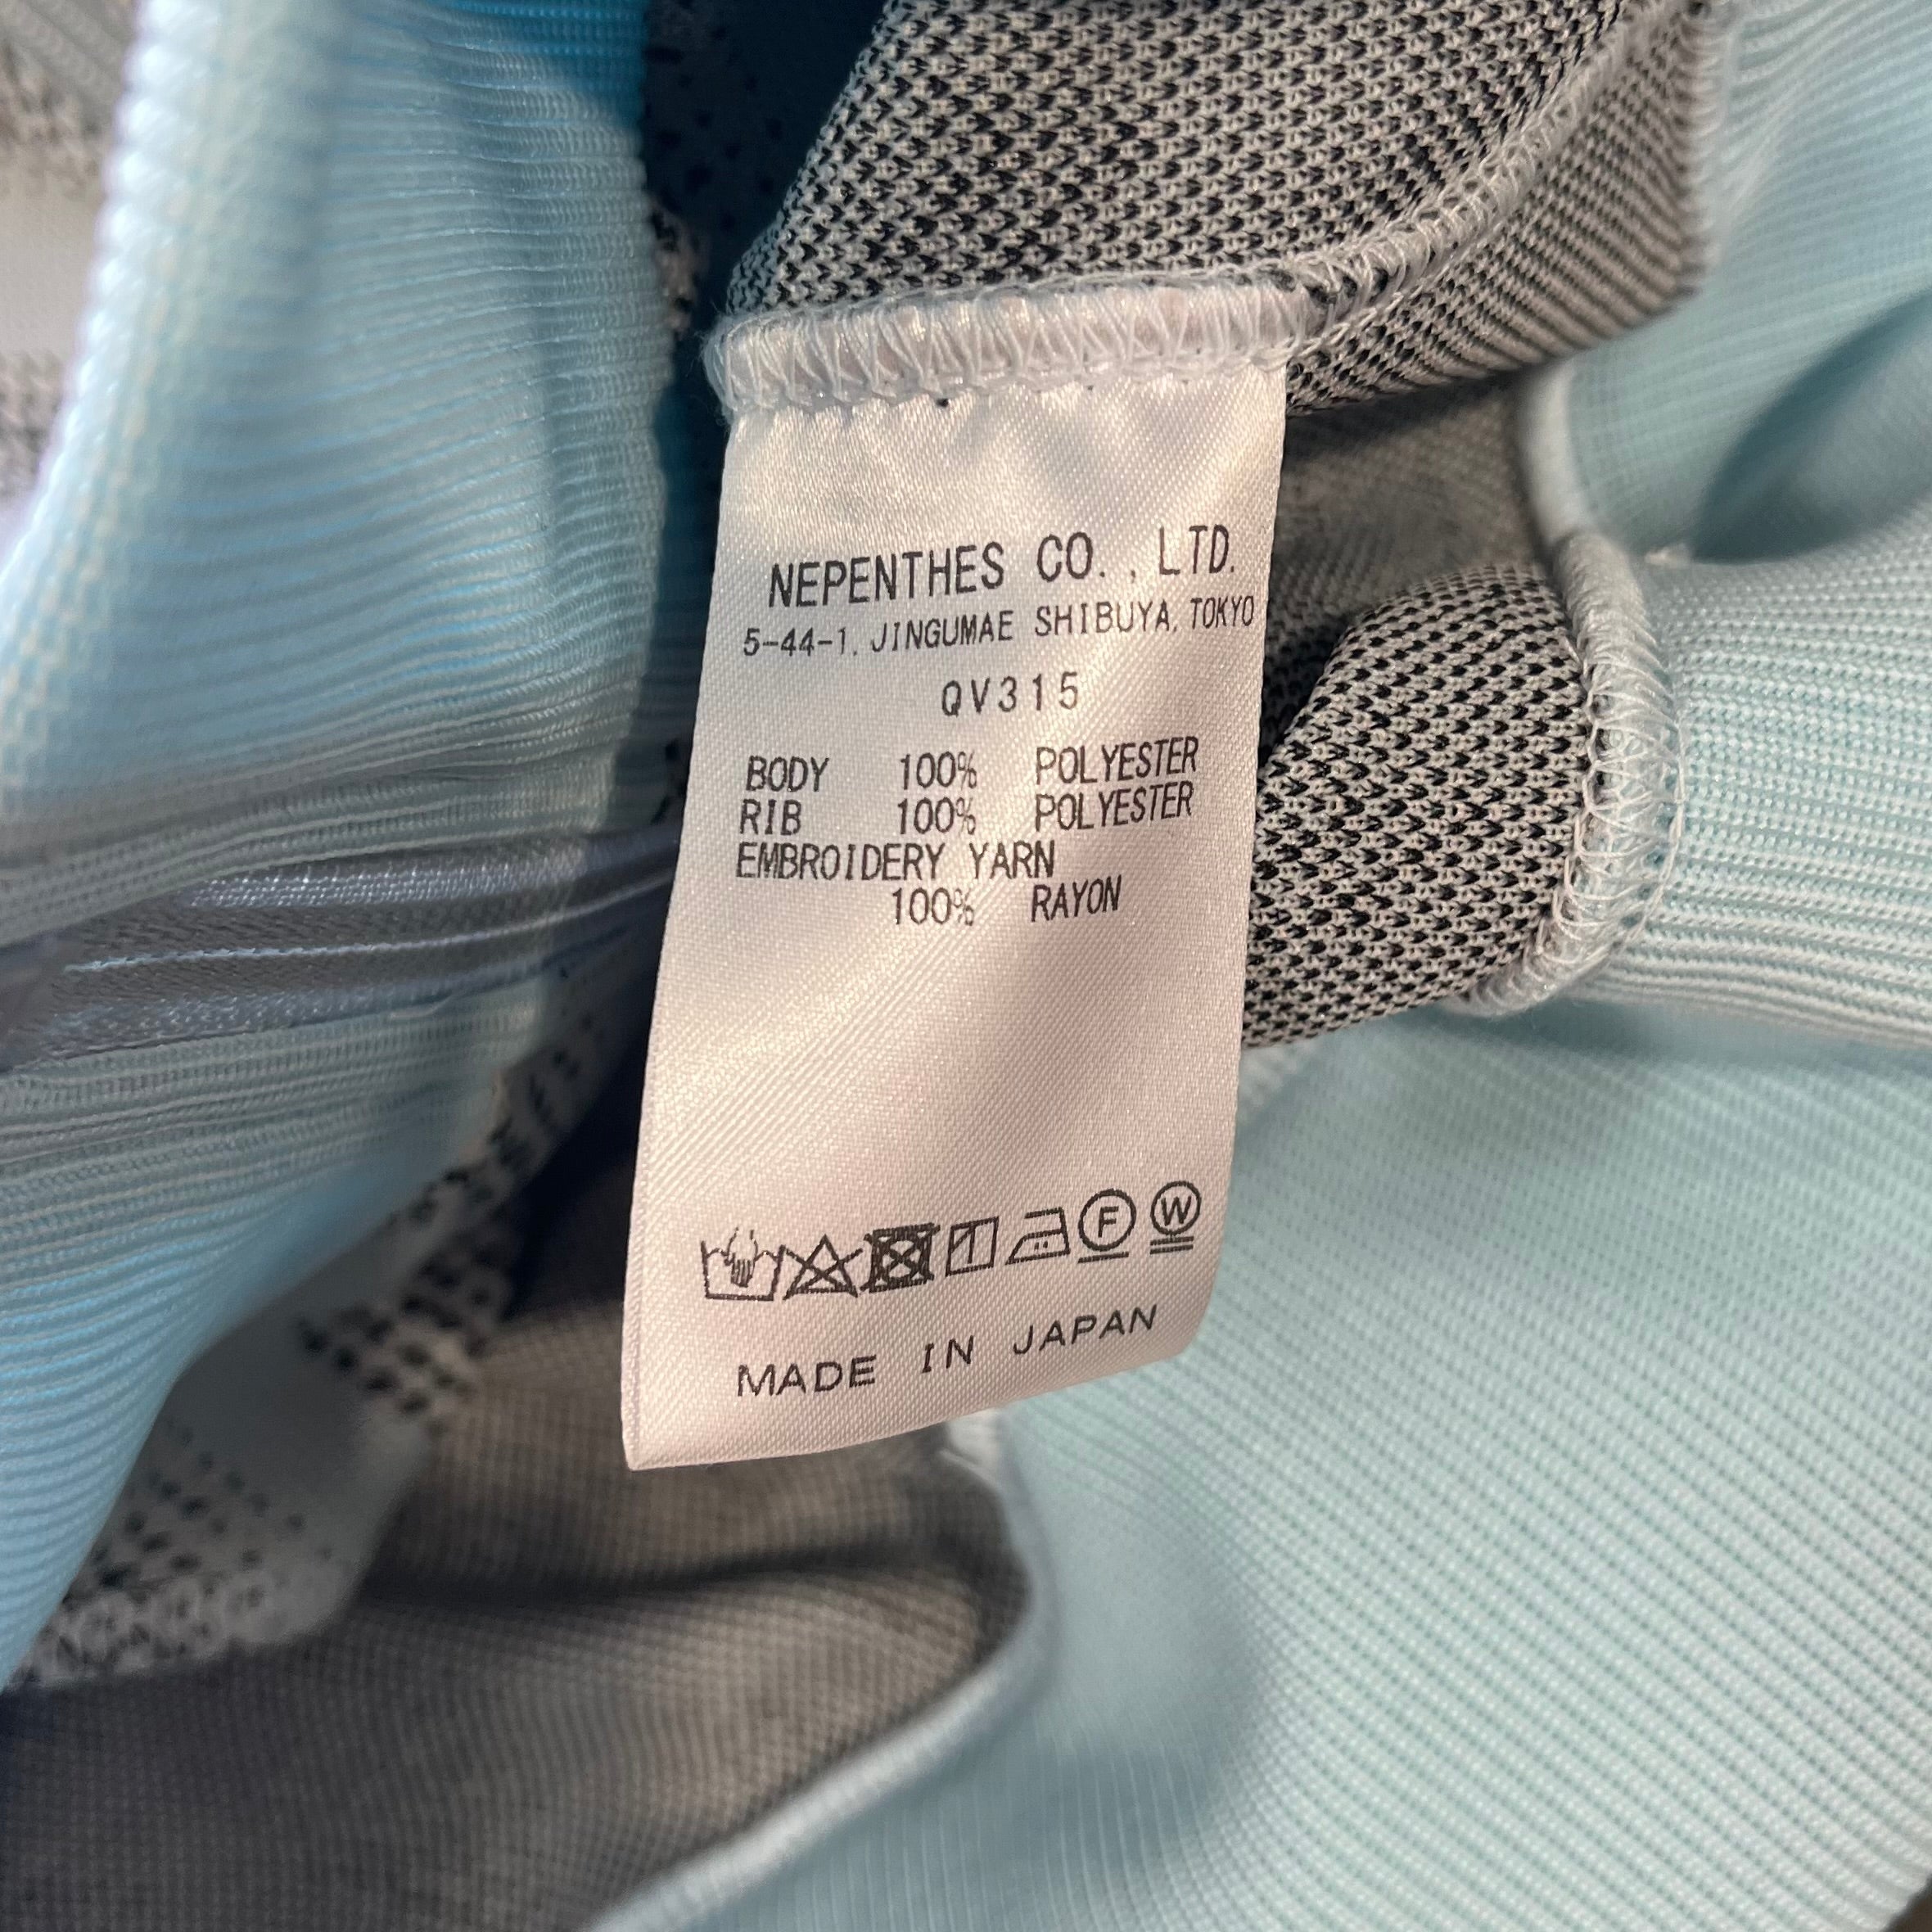 NEPENTHES CO., LTD.
5-44-1, JINGUMAE SHIBUYA, TOKYO
QV315
BODY 100% POLYESTER
RIB 100% POLYESTER
EMBROIDERY YARN
100% RAYON
F W
MADE IN JAPAN